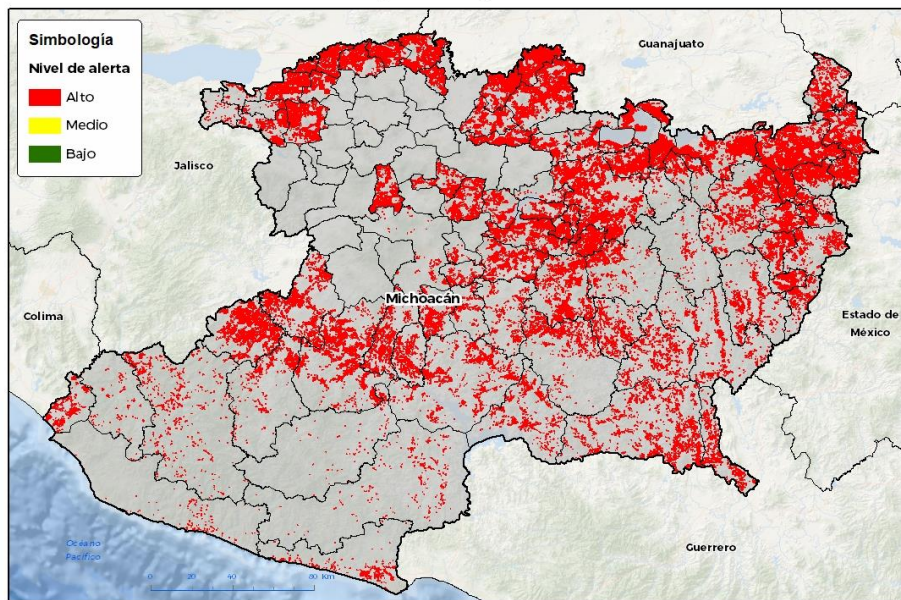 Simbología
Nivel de alerta
Alto
Medio
Bajo
Guanajuato
Jalisco
Michoacán
Colima
Estado de
México
Océano
Pacífico
Guerrero
0 20 40 80 Km